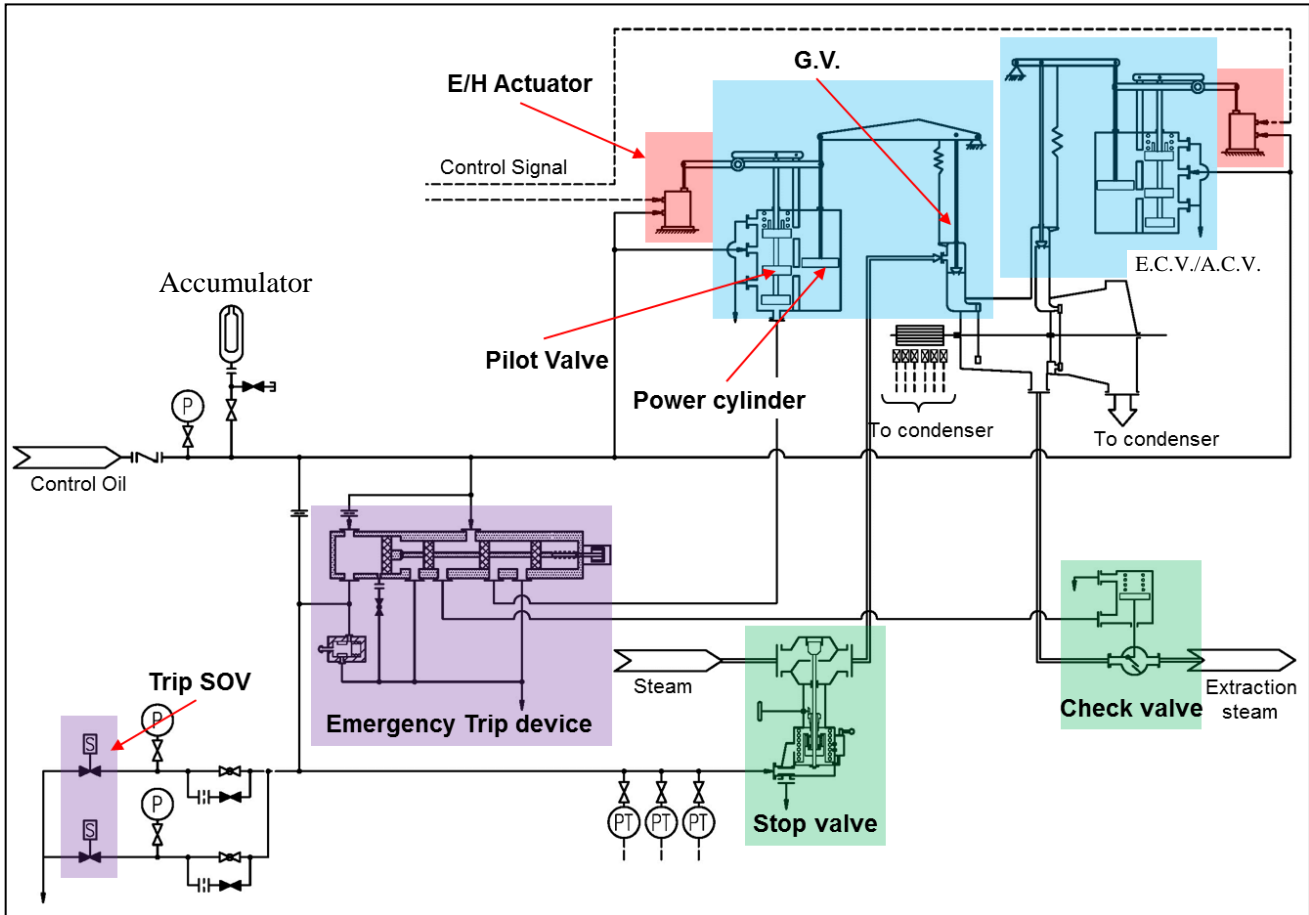 G.V.
E/H Actuator
Control Signal
E.C.V./A.C.V.
Accumulator
Pilot Valve
Power cylinder
P
To condenser
To condenser
Control Oil
Steam
Extraction
steam
Trip SOV
Emergency Trip device
Check valve
P
S
P
S
PT
PT
PT
Stop valve